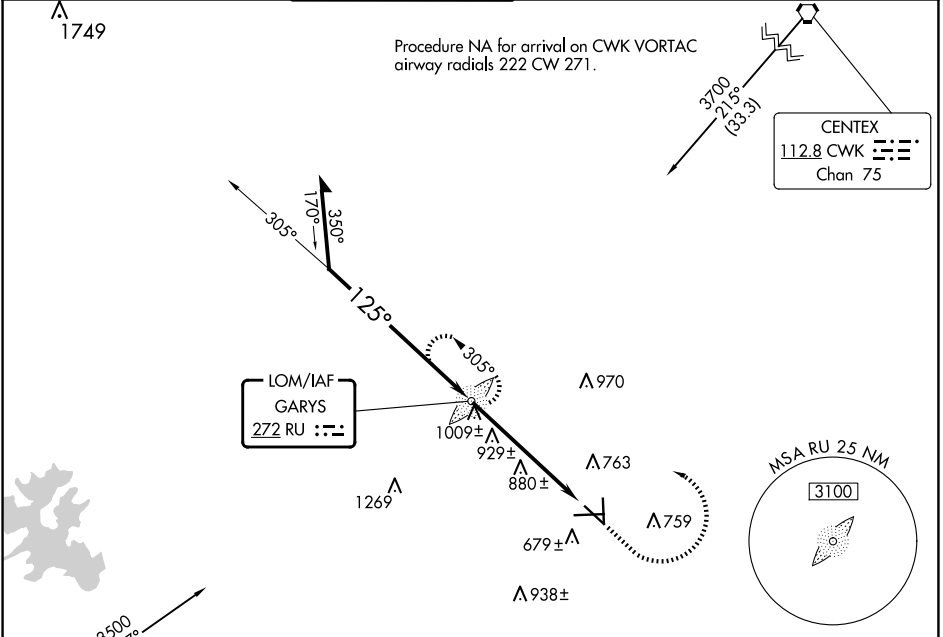 1749
Procedure NA for arrival on CWK VORTAC
airway radials 222 CW 271.
3700
215°
(33.3)
CENTEX
112.8 CWK
Chan 75
305°
170°
350°
125°
305°
LOM/IAF
GARYS
272 RU
970
1009±
929±
880±
763
1269
759
679±
938±
MSA RU 25 NM
3100
3500